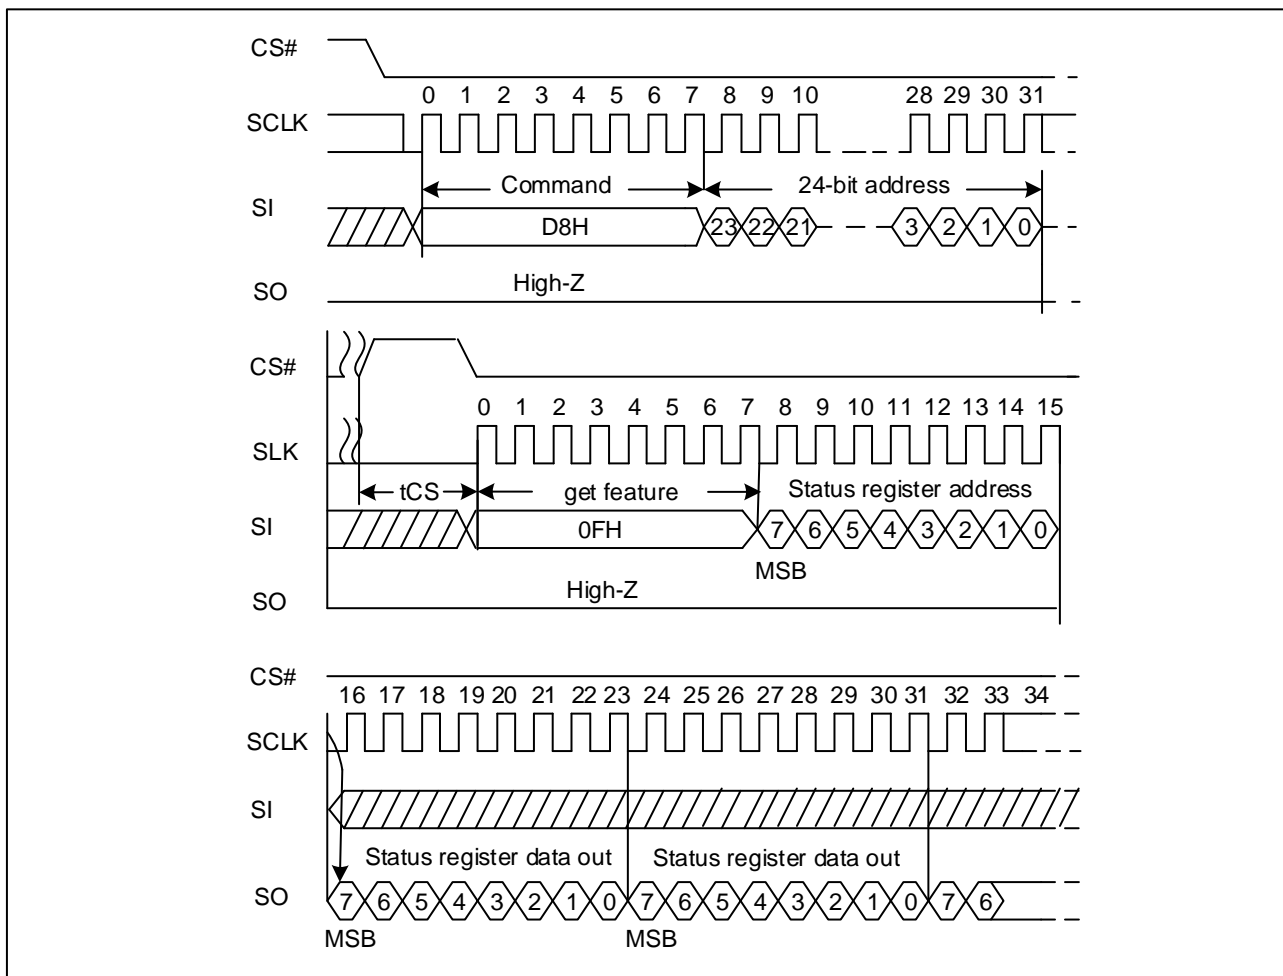 CS#
0 1 2 3 4 5 6 7 8 9 10 28 29 30 31
SCLK
Command 24-bit address
SI
D8H 23 22 21 3 2 1 0
High-Z
SO
CS#
0 1 2 3 4 5 6 7 8 9 10 11 12 13 14 15
SLK
tCS get feature Status register address
SI
0FH 7 6 5 4 3 2 1 0
MSB
High-Z
SO
CS#
16 17 18 19 20 21 22 23 24 25 26 27 28 29 30 31 32 33 34
SCLK
SI
Status register data out Status register data out
SO
7 6 5 4 3 2 1 0 7 6 5 4 3 2 1 0 7 6
MSB MSB